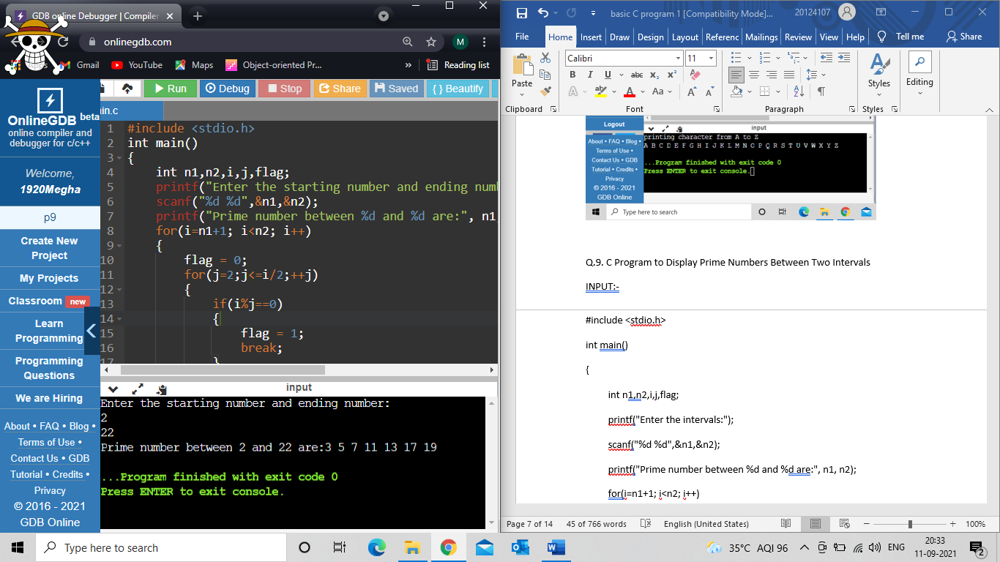 GDB online Debugger | Compiler
onlinegdb.com
M
Apps
Gmail
YouTube
Maps
Object-oriented Pr...
»
Reading list
OnlineGDB beta
online compiler and
debugger for c/c++
Welcome,
1920Megha
p9
Create New
Project
My Projects
Classroom new
Learn
Programming
Programming
Questions
We are Hiring
About • FAQ • Blog •
Terms of Use •
Contact Us • GDB
Tutorial • Credits •
Privacy
© 2016 - 2021
GDB Online
Run
Debug
Stop
Share
Saved
{ } Beautify
in.c
1 #include <stdio.h>
2 int main()
3 {
4 int n1,n2,i,j,flag;
5 printf("Enter the starting number and ending num
6 scanf("%d %d",&n1,&n2);
7 printf("Prime number between %d and %d are:", n1,
8 for(i=n1+1; i<n2; i++)
9 {
10 flag = 0;
11 for(j=2;j<=i/2;++j)
12 {
13 if(i%j==0)
14 {
15 flag = 1;
16 break;
17 }
input
Enter the starting number and ending number:
2
22
Prime number between 2 and 22 are:3 5 7 11 13 17 19
...Program finished with exit code 0
Press ENTER to exit console.
basic C program 1 [Compatibility Mode]...
20124107
File Home Insert Draw Design Layout Referenc Mailings Review View Help Tell me Share
Paste
Clipboard
Calibri
11
B I U abc x₂ x²
A ab A Aa A A
Font
Paragraph
Styles
Styles
Editing
Logout
About • FAQ • Blog •
Terms of Use •
Contact Us • GDB
Tutorial • Credits •
Privacy
© 2016 - 2021
GDB Online
input
printing character from A to Z
A B C D E F G H I J K L M N O P Q R S T U V W X Y Z
...Program finished with exit code 0
Press ENTER to exit console.
Type here to search
Q.9. C Program to Display Prime Numbers Between Two Intervals
INPUT:-
#include <stdio.h>
int main()
{
int n1,n2,i,j,flag;
printf("Enter the intervals:");
scanf("%d %d",&n1,&n2);
printf("Prime number between %d and %d are:", n1, n2);
for(i=n1+1; i<n2; i++)
Page 7 of 14
45 of 766 words
English (United States)
100%
Type here to search
35°C AQI 96
ENG
20:33
11-09-2021
2